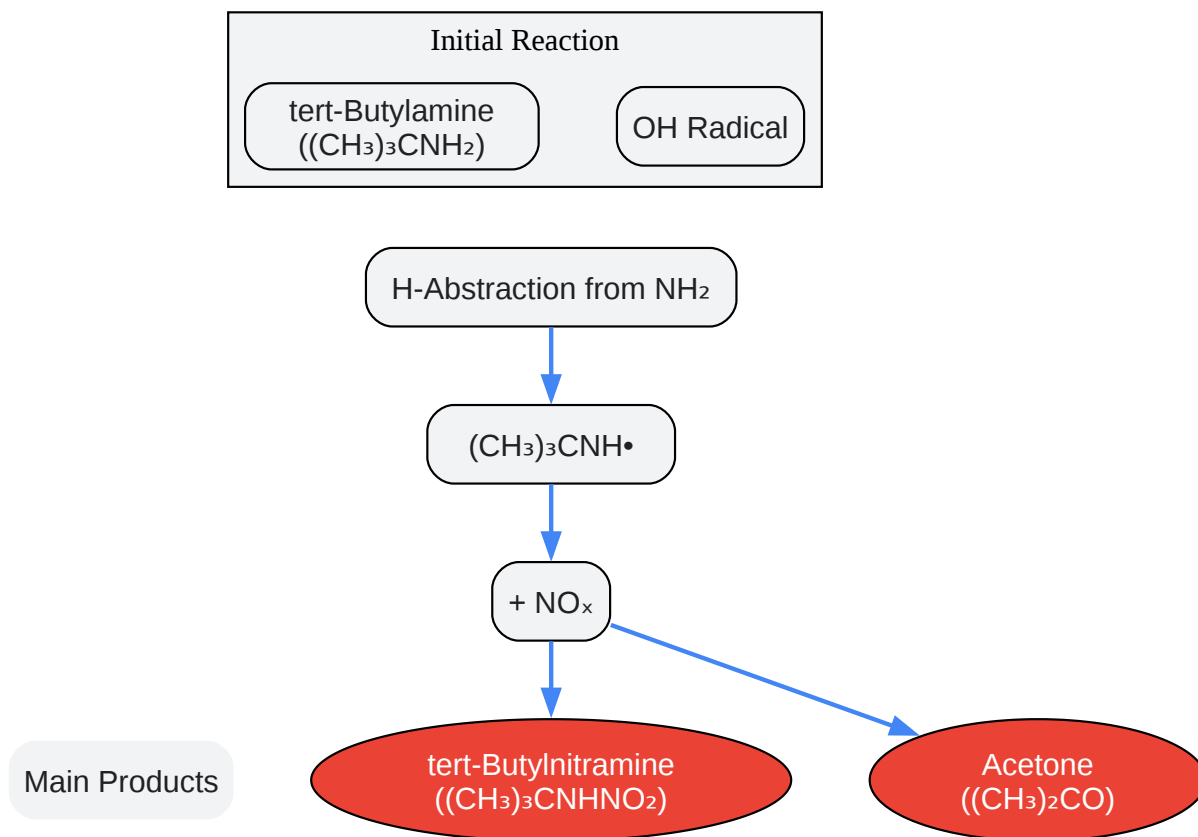 Initial Reaction
tert-Butylamine
((CH₃)₃CNH₂)
OH Radical
H-Abstraction from NH₂
(CH₃)₃CNH•
+ NOₓ
Main Products
tert-Butylnitramine
((CH₃)₃CNHNO₂)
Acetone
((CH₃)₂CO)